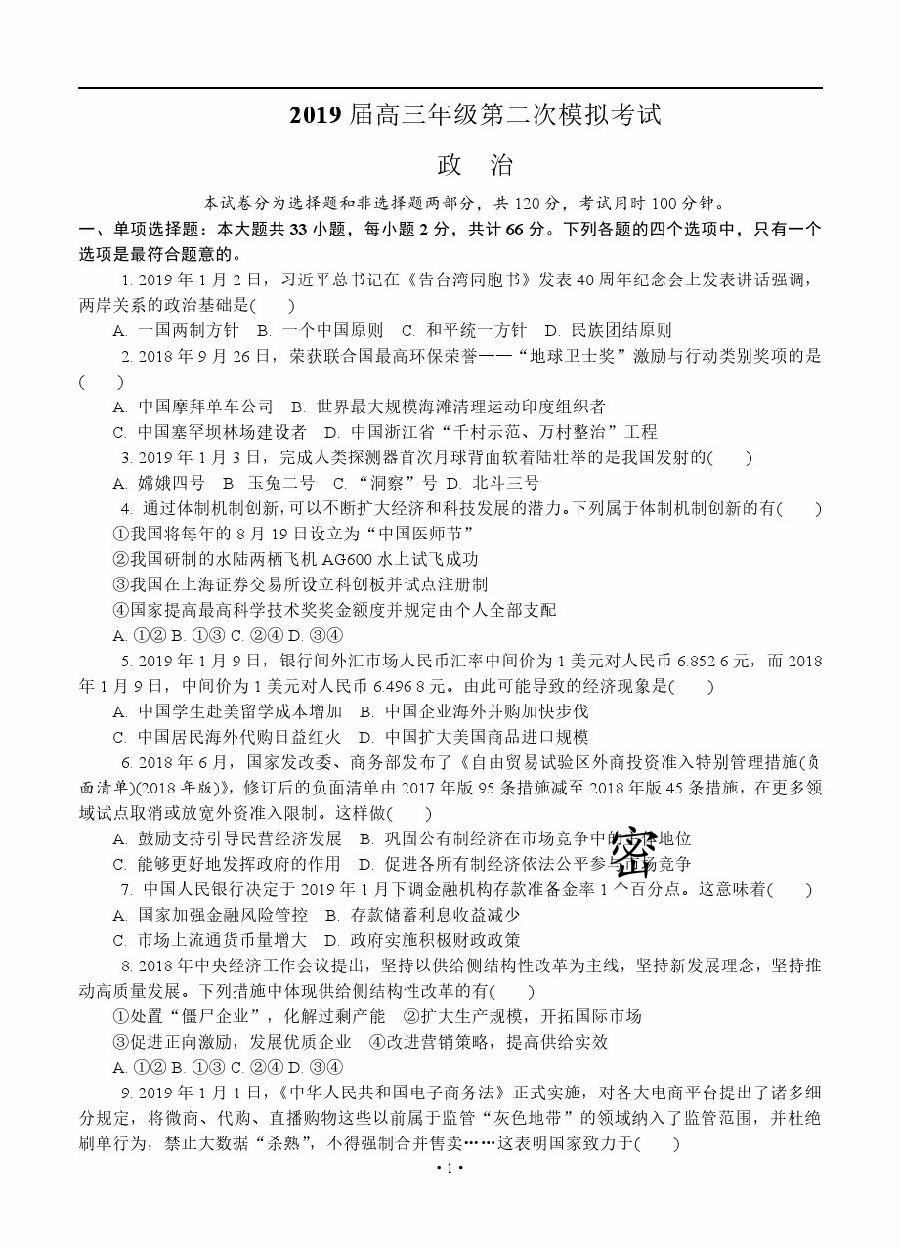 2019 届高三年级第二次模拟考试
政 治
本试卷分为选择题和非选择题两部分，共 120 分，考试用时 100 分钟。
一、单项选择题：本大题共 33 小题，每小题 2 分，共计 66 分。下列各题的四个选项中，只有一个
选项是最符合题意的。
1. 2019 年 1 月 2 日，习近平总书记在《告台湾同胞书》发表 40 周年纪念会上发表讲话强调，
两岸关系的政治基础是( )
A. 一国两制方针 B. 一个中国原则 C. 和平统一方针 D. 民族团结原则
2. 2018 年 9 月 26 日，荣获联合国最高环保荣誉——“地球卫士奖”激励与行动类别奖项的是
( )
A. 中国摩拜单车公司 B. 世界最大规模海滩清理运动印度组织者
C. 中国塞罕坝林场建设者 D. 中国浙江省“千村示范、万村整治”工程
3. 2019 年 1 月 3 日，完成人类探测器首次月球背面软着陆壮举的是我国发射的( )
A. 嫦娥四号 B 玉兔二号 C. “洞察”号 D. 北斗三号
4. 通过体制机制创新,可以不断扩大经济和科技发展的潜力。下列属于体制机制创新的有( )
①我国将每年的 8 月 19 日设立为“中国医师节”
②我国研制的水陆两栖飞机 AG600 水上试飞成功
③我国在上海证券交易所设立科创板并试点注册制
④国家提高最高科学技术奖奖金额度并规定由个人全部支配
A. ①② B. ①③ C. ②④ D. ③④
5. 2019 年 1 月 9 日，银行间外汇市场人民币汇率中间价为 1 美元对人民币 6.852 6 元，而 2018
年 1 月 9 日，中间价为 1 美元对人民币 6.496 8 元。由此可能导致的经济现象是( )
A. 中国学生赴美留学成本增加 B. 中国企业海外并购加快步伐
C. 中国居民海外代购日益红火 D. 中国扩大美国商品进口规模
6. 2018 年 6 月，国家发改委、商务部发布了《自由贸易试验区外商投资准入特别管理措施(负
面清单)(2018 年版)》，修订后的负面清单由 2017 年版 95 条措施减至 2018 年版 45 条措施，在更多领
域试点取消或放宽外资准入限制。这样做( )
A. 鼓励支持引导民营经济发展 B. 巩固公有制经济在市场竞争中的主体地位
C. 能够更好地发挥政府的作用 D. 促进各所有制经济依法公平参与市场竞争
密
7. 中国人民银行决定于 2019 年 1 月下调金融机构存款准备金率 1 个百分点。这意味着( )
A. 国家加强金融风险管控 B. 存款储蓄利息收益减少
C. 市场上流通货币量增大 D. 政府实施积极财政政策
8. 2018 年中央经济工作会议提出，坚持以供给侧结构性改革为主线，坚持新发展理念，坚持推
动高质量发展。下列措施中体现供给侧结构性改革的有( )
①处置“僵尸企业”，化解过剩产能 ②扩大生产规模，开拓国际市场
③促进正向激励，发展优质企业 ④改进营销策略，提高供给实效
A. ①② B. ①③ C. ②④ D. ③④
9. 2019 年 1 月 1 日，《中华人民共和国电子商务法》正式实施，对各大电商平台提出了诸多细
分规定，将微商、代购、直播购物这些以前属于监管“灰色地带”的领域纳入了监管范围，并杜绝
刷单行为，禁止大数据“杀熟”，不得强制合并售卖……这表明国家致力于( )
·1·